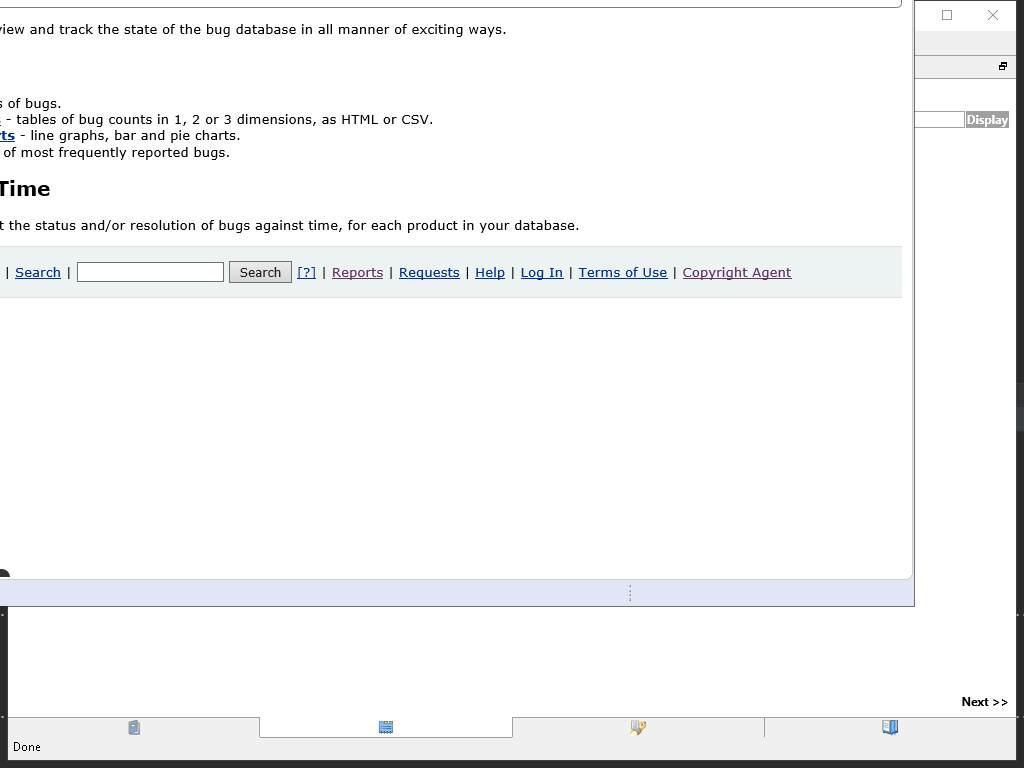 view and track the state of the bug database in all manner of exciting ways.
Display
of bugs.
- tables of bug counts in 1, 2 or 3 dimensions, as HTML or CSV.
- line graphs, bar and pie charts.
of most frequently reported bugs.
Time
the status and/or resolution of bugs against time, for each product in your database.
| Search | Search [?] | Reports | Requests | Help | Log In | Terms of Use | Copyright Agent
Next >>
Done